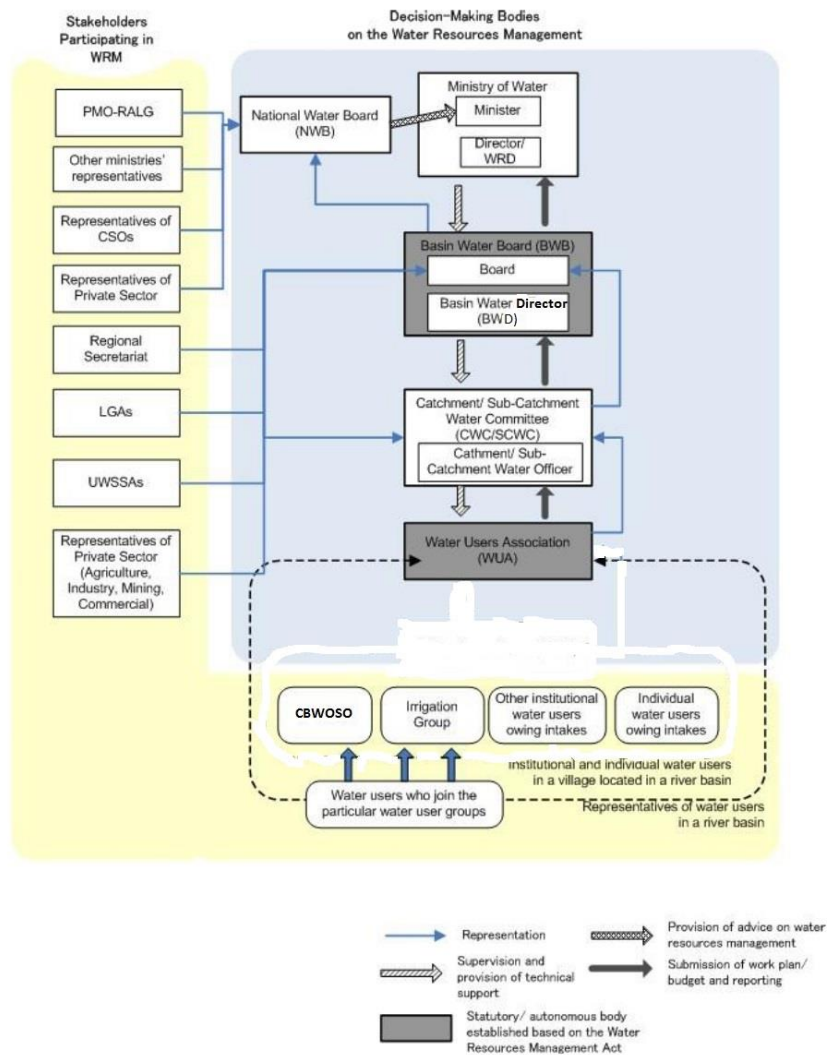 Stakeholders
Participating in
WRM
Decision-Making Bodies
on the Water Resources Management
PMO-RALG
Other ministries'
representatives
Representatives of
CSOs
Representatives of
Private Sector
Regional
Secretariat
LGAs
UWSSAs
Representatives of
Private Sector
(Agriculture,
Industry, Mining,
Commercial)
National Water Board
(NWB)
Ministry of Water
Minister
Director/
WRD
Basin Water Board (BWB)
Board
Basin Water Director
(BWD)
Catchment/ Sub-Catchment
Water Committee
(CWC/SCWC)
Cathment/ Sub-
Catchment Water Officer
Water Users Association
(WUA)
CBWOSO
Irrigation
Group
Other institutional
water users
owing intakes
Individual
water users
owing intakes
Institutional and individual water users
in a village located in a river basin
Water users who join the
particular water user groups
Representatives of water users
in a river basin
Representation
Provision of advice on water
resources management
Supervision and
provision of technical
support
Submission of work plan/
budget and reporting
Statutory/ autonomous body
established based on the Water
Resources Management Act